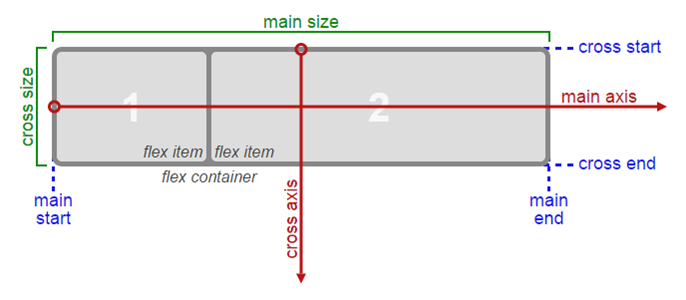 main size
cross start
cross size
main axis
1
2
flex item
flex item
cross end
flex container
cross axis
main
start
main
end